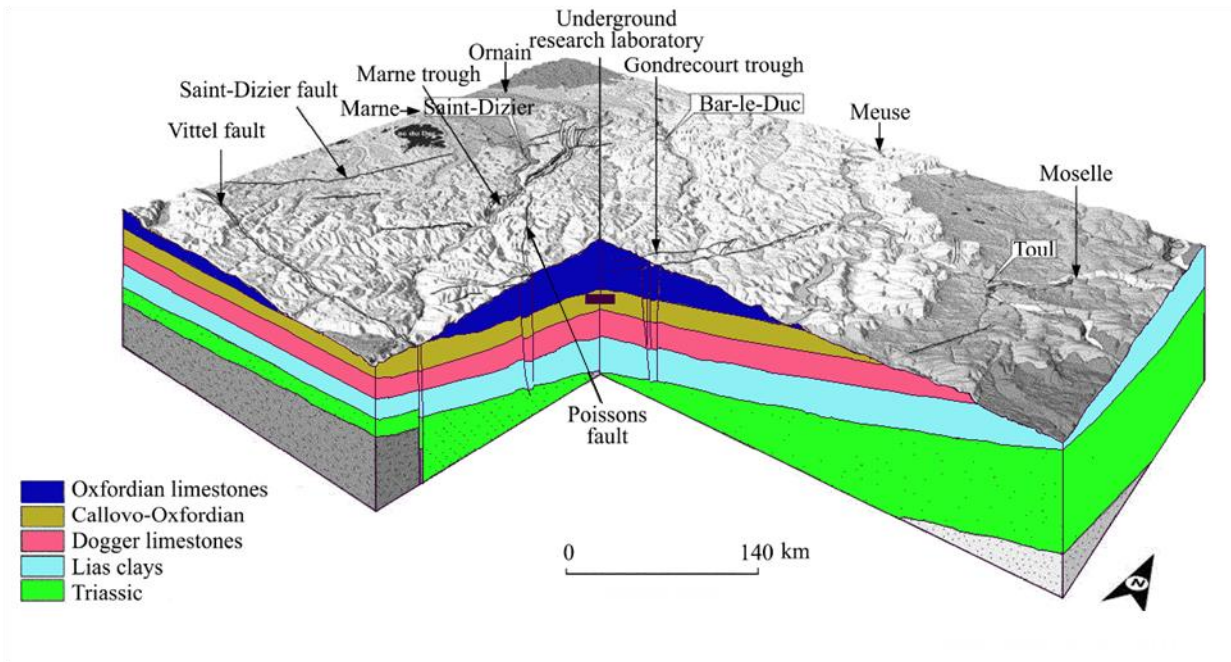 Underground
research laboratory
Ornain
Marne trough
Gondrecourt trough
Saint-Dizier fault
Marne
Saint-Dizier
Bar-le-Duc
Vittel fault
Meuse
Moselle
Toul
Poissons
fault
Oxfordian limestones
Callovo-Oxfordian
Dogger limestones
Lias clays
Triassic
0
140 km
N